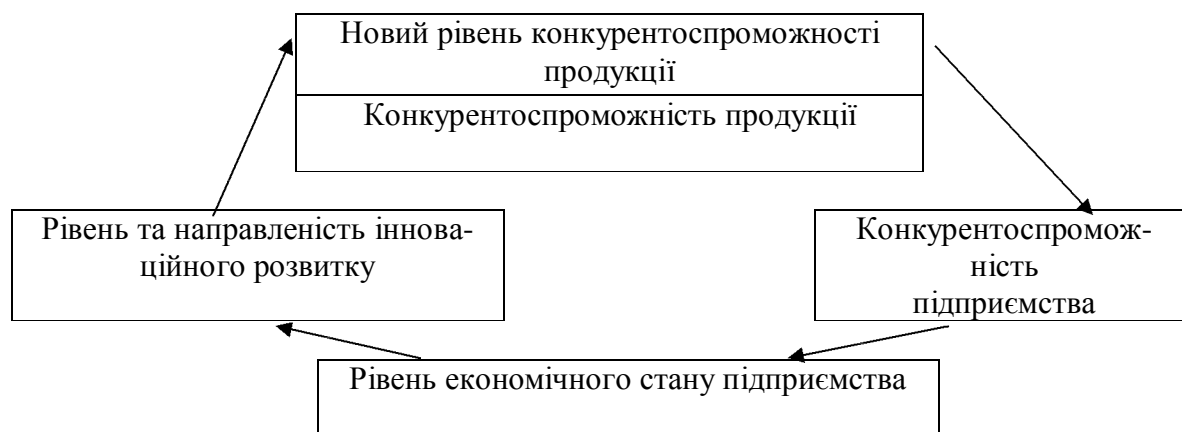 Новий рівень конкурентоспроможності
продукції
Конкурентоспроможність продукції
Рівень та направленість іннова-
ційного розвитку
Конкурентоспромож-
ність
підприємства
Рівень економічного стану підприємства